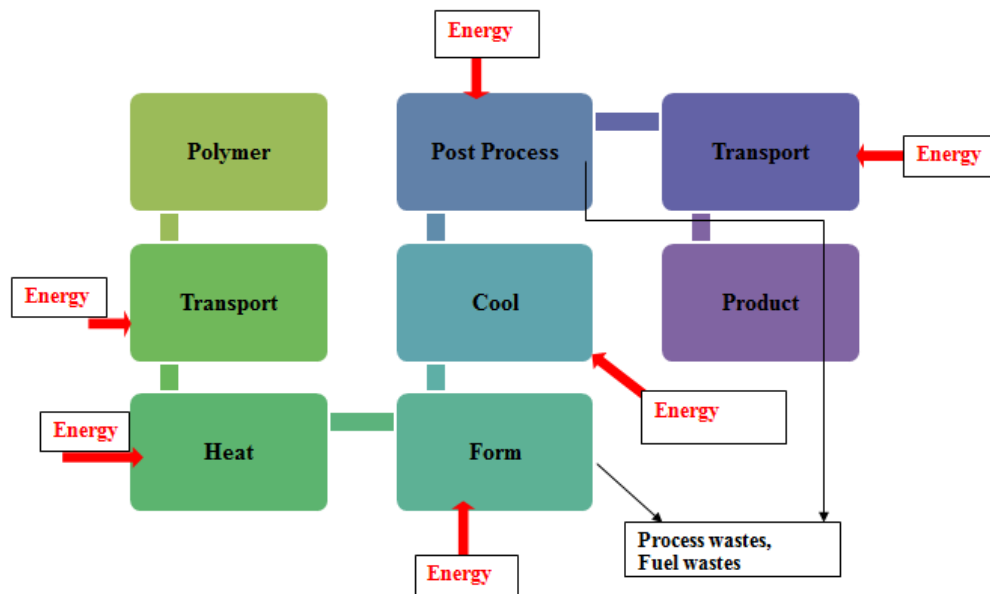 Energy
Polymer
Post Process
Transport
Energy
Energy
Transport
Cool
Product
Energy
Energy
Heat
Form
Energy
Process wastes,
Fuel wastes